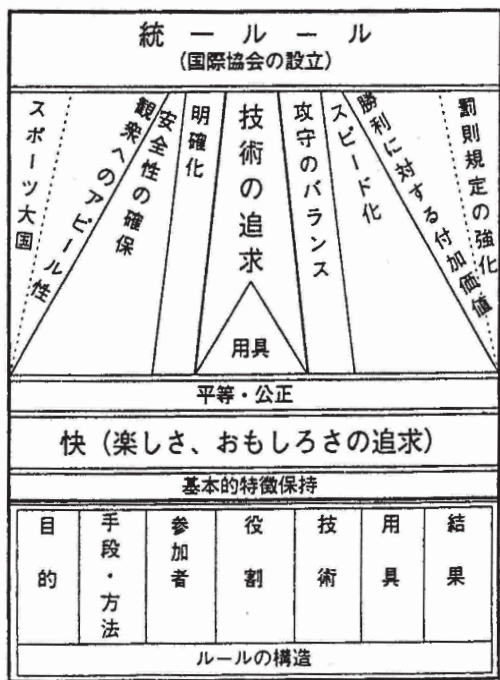 統一ルール
(国際協会の設立)
スポーツ大国
観衆へのアピール性
安全性の確保
明確化
技術の追求
攻守のバランス
スピード化
勝利に対する付加価値
罰則規定の強化
用具
平等・公正
快(楽しさ、おもしろさの追求)
基本的特徴保持
目的
手段・方法
参加者
役割
技術
用具
結果
ルールの構造